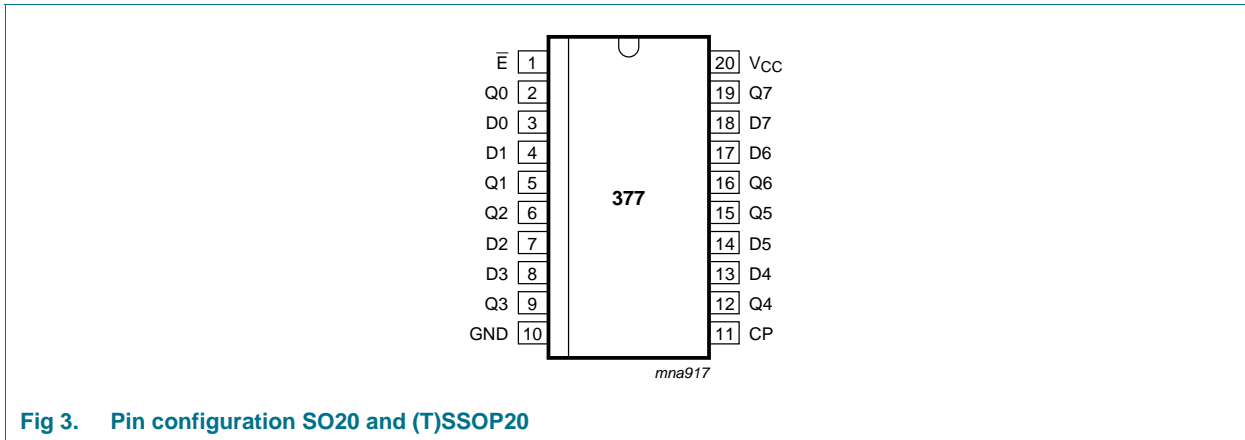 E̅ 1 20 VCC
Q0 2 19 Q7
D0 3 18 D7
D1 4 17 D6
Q1 5 16 Q6
377
Q2 6 15 Q5
D2 7 14 D5
D3 8 13 D4
Q3 9 12 Q4
GND 10 11 CP
mna917
Fig 3. Pin configuration SO20 and (T)SSOP20